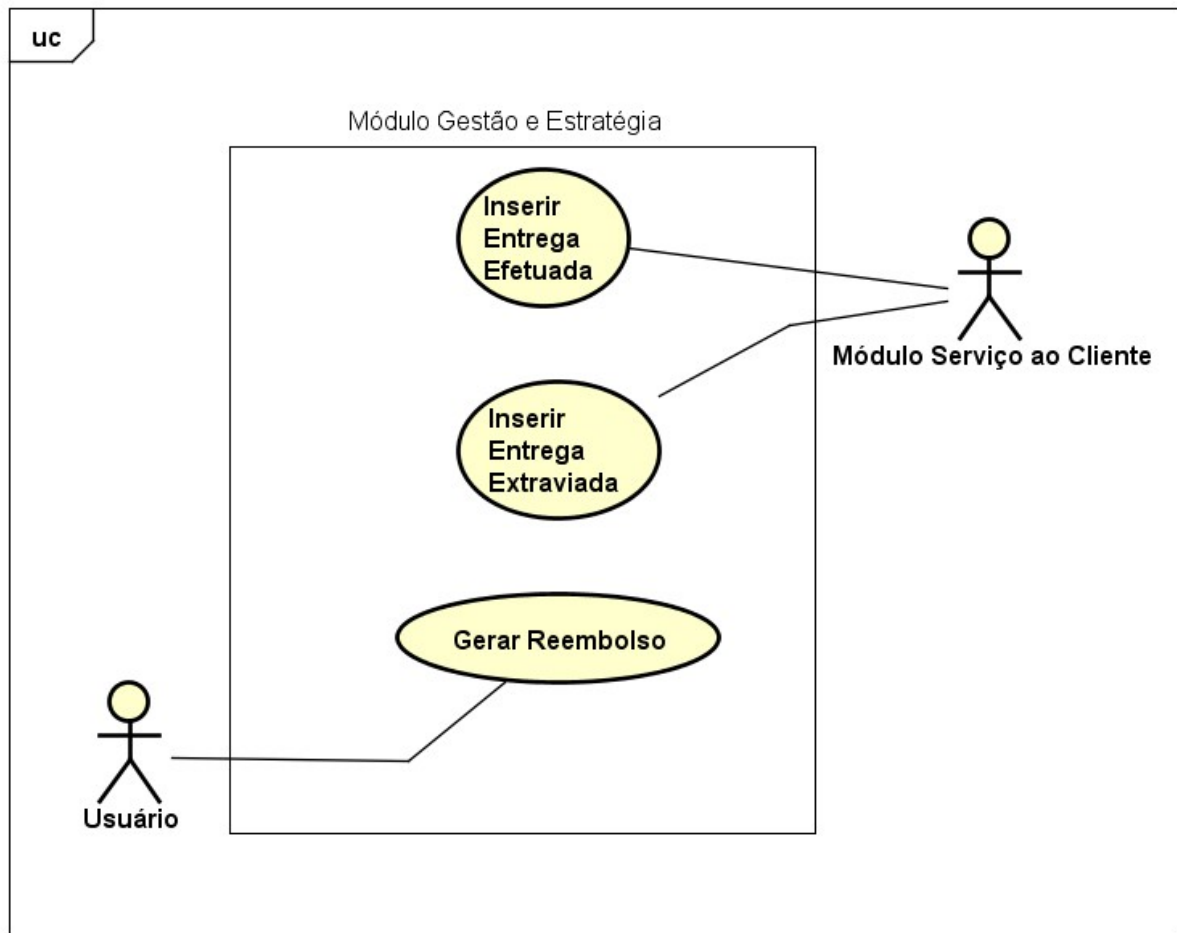 uc
Módulo Gestão e Estratégia
Inserir
Entrega
Efetuada
Módulo Serviço ao Cliente
Inserir
Entrega
Extraviada
Gerar Reembolso
Usuário